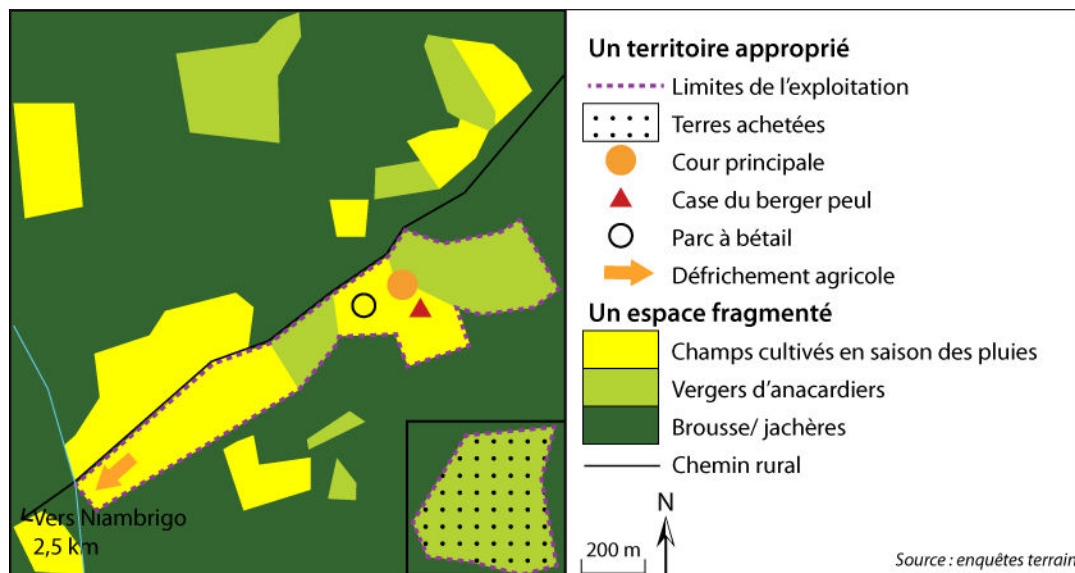 Un territoire approprié
Limites de l'exploitation
Terres achetées
Cour principale
Case du berger peul
Parc à bétail
Défrichement agricole
Un espace fragmenté
Champs cultivés en saison des pluies
Vergers d'anacardiers
Brousse/ jachères
Chemin rural
Vers Niambrigo
2,5 km
N
200 m
Source : enquêtes terrain